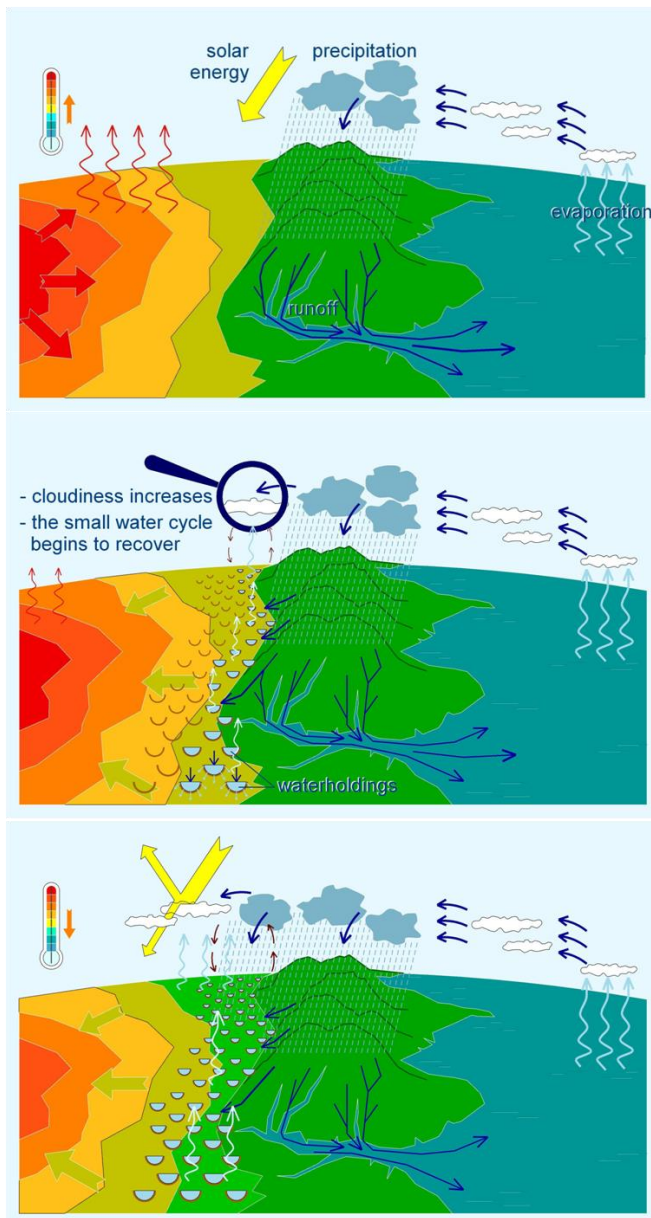 solar
energy
precipitation
evaporation
runoff
- cloudiness increases
- the small water cycle
begins to recover
waterholdings